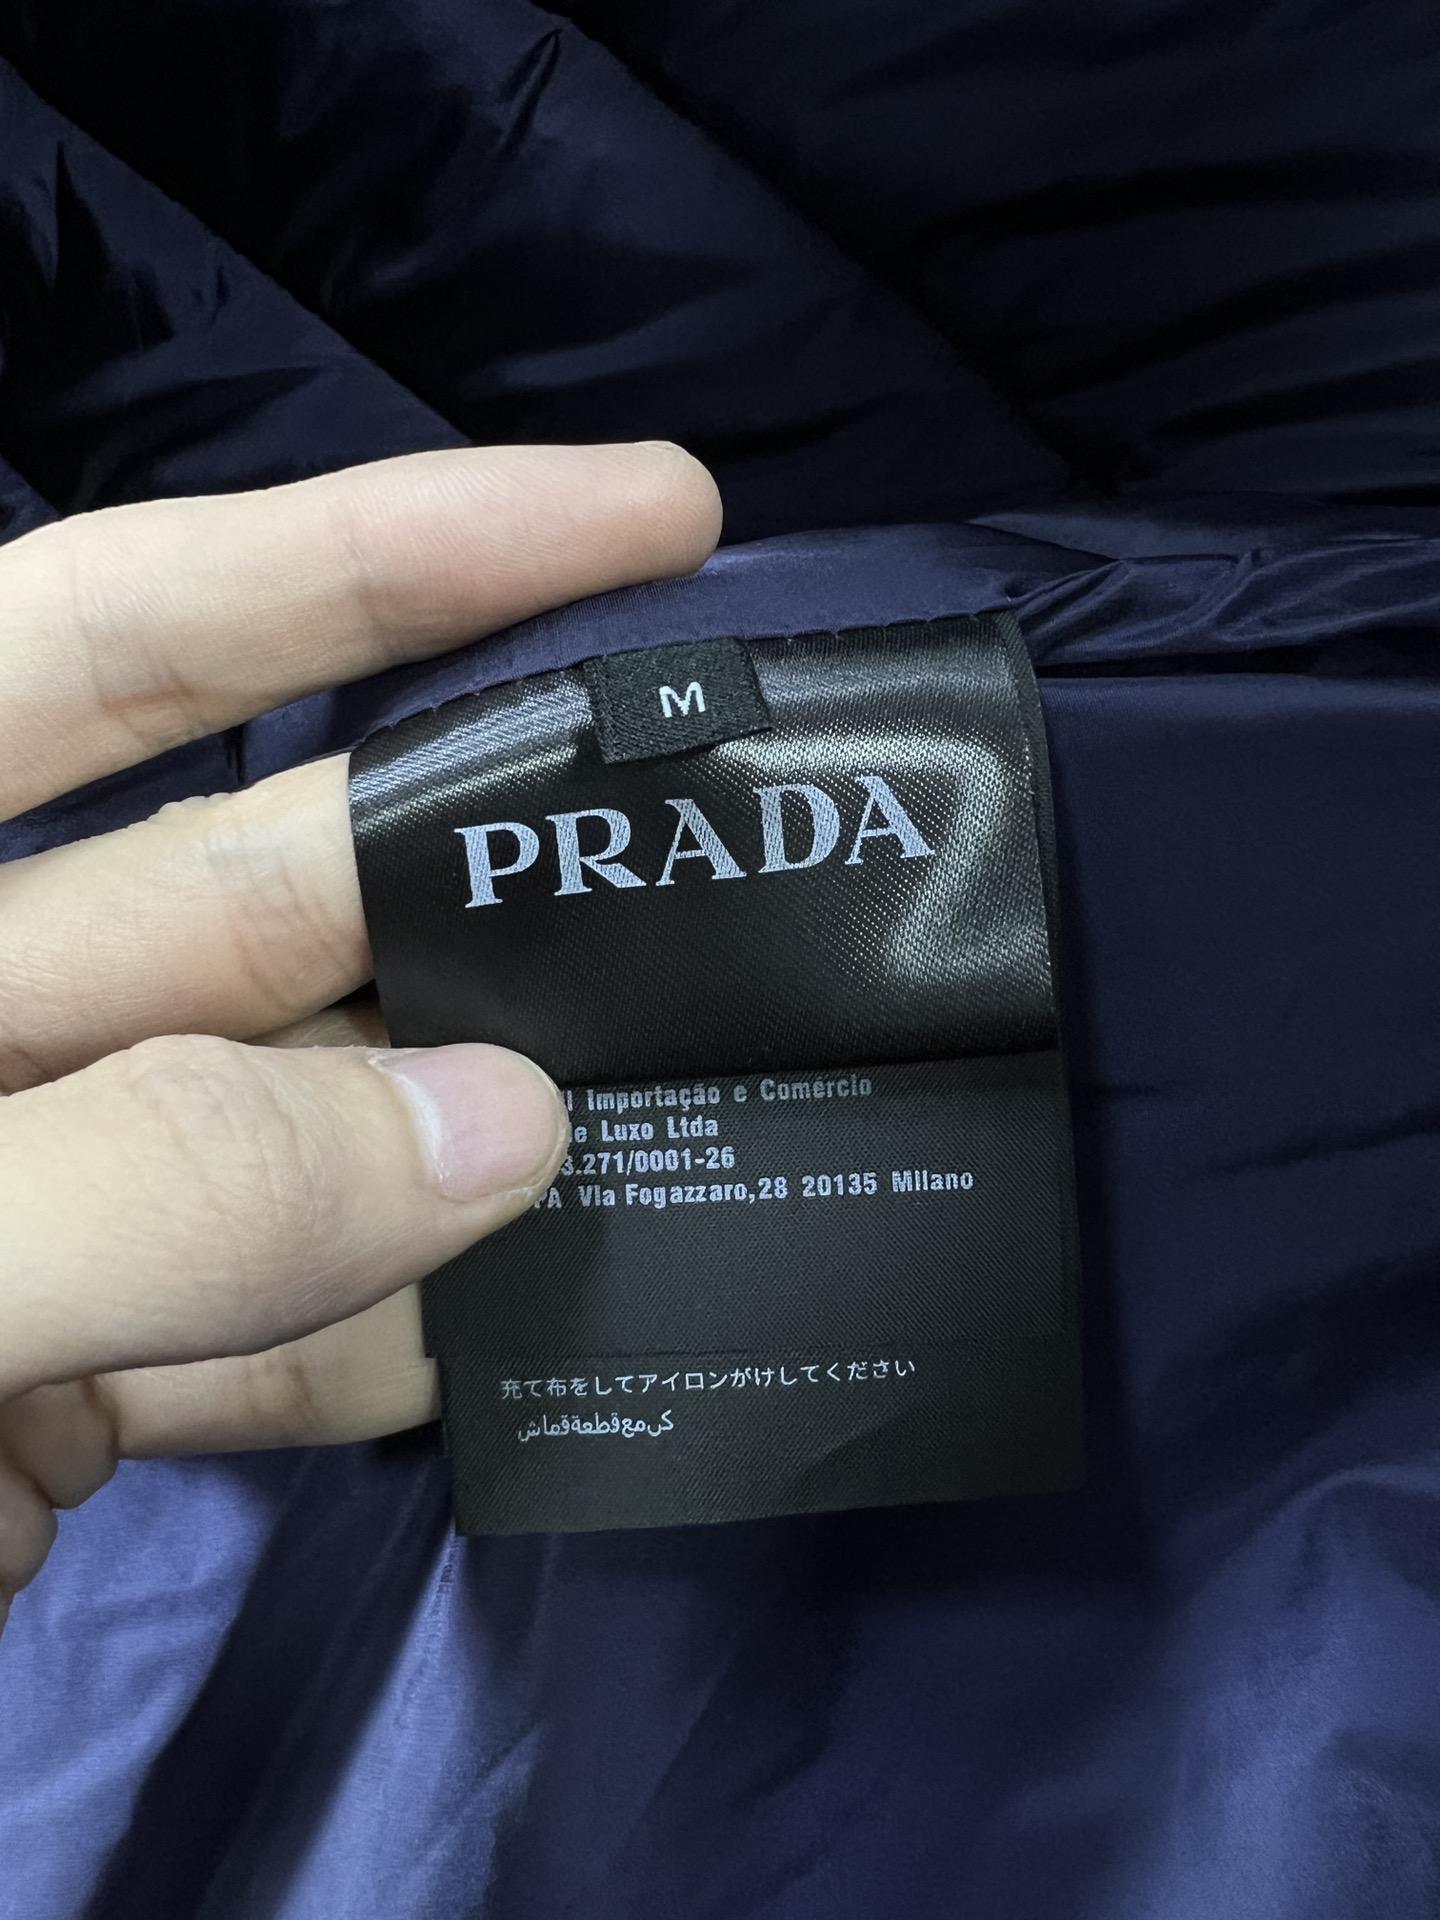 M
PRADA
Importação e Comércio
Luxo Ltda
3.271/0001-26
Via Fogazzaro,28 20135 Milano
充て布をしてアイロンがけしてください
كي مع قطعة قماش